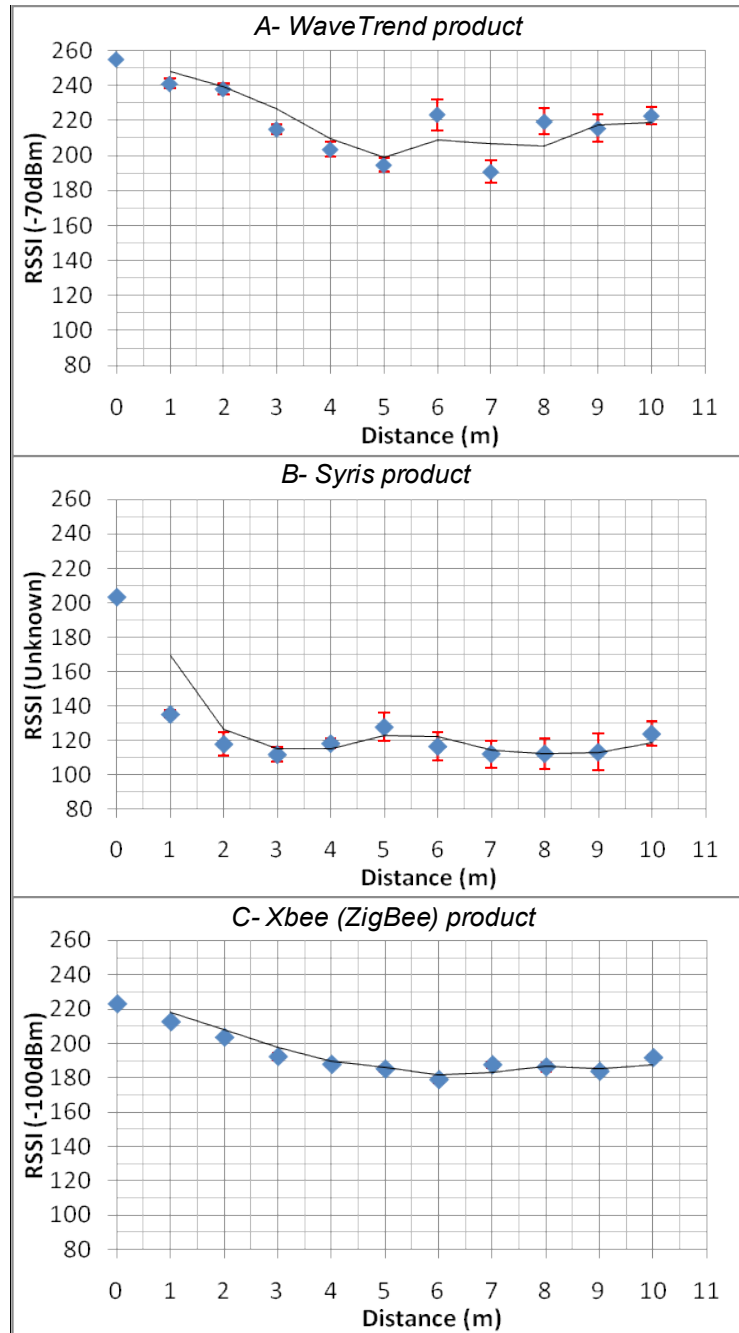 A- WaveTrend product
RSSI (-70dBm)
260
240
220
200
180
160
140
120
100
80
0 1 2 3 4 5 6 7 8 9 10 11
Distance (m)
B- Syris product
RSSI (Unknown)
260
240
220
200
180
160
140
120
100
80
0 1 2 3 4 5 6 7 8 9 10 11
Distance (m)
C- Xbee (ZigBee) product
RSSI (-100dBm)
260
240
220
200
180
160
140
120
100
80
0 1 2 3 4 5 6 7 8 9 10 11
Distance (m)